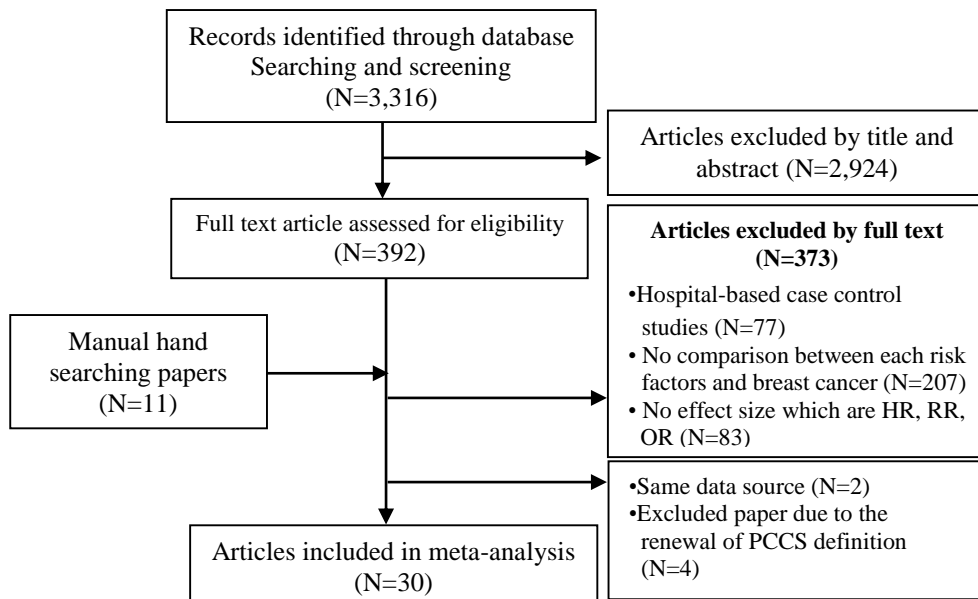 Records identified through database
Searching and screening
(N=3,316)
Articles excluded by title and
abstract (N=2,924)
Full text article assessed for eligibility
(N=392)
Articles excluded by full text
(N=373)
•Hospital-based case control
studies (N=77)
• No comparison between each risk
factors and breast cancer (N=207)
• No effect size which are HR, RR,
OR (N=83)
Manual hand
searching papers
(N=11)
•Same data source (N=2)
•Excluded paper due to the
renewal of PCCS definition
(N=4)
Articles included in meta-analysis
(N=30)